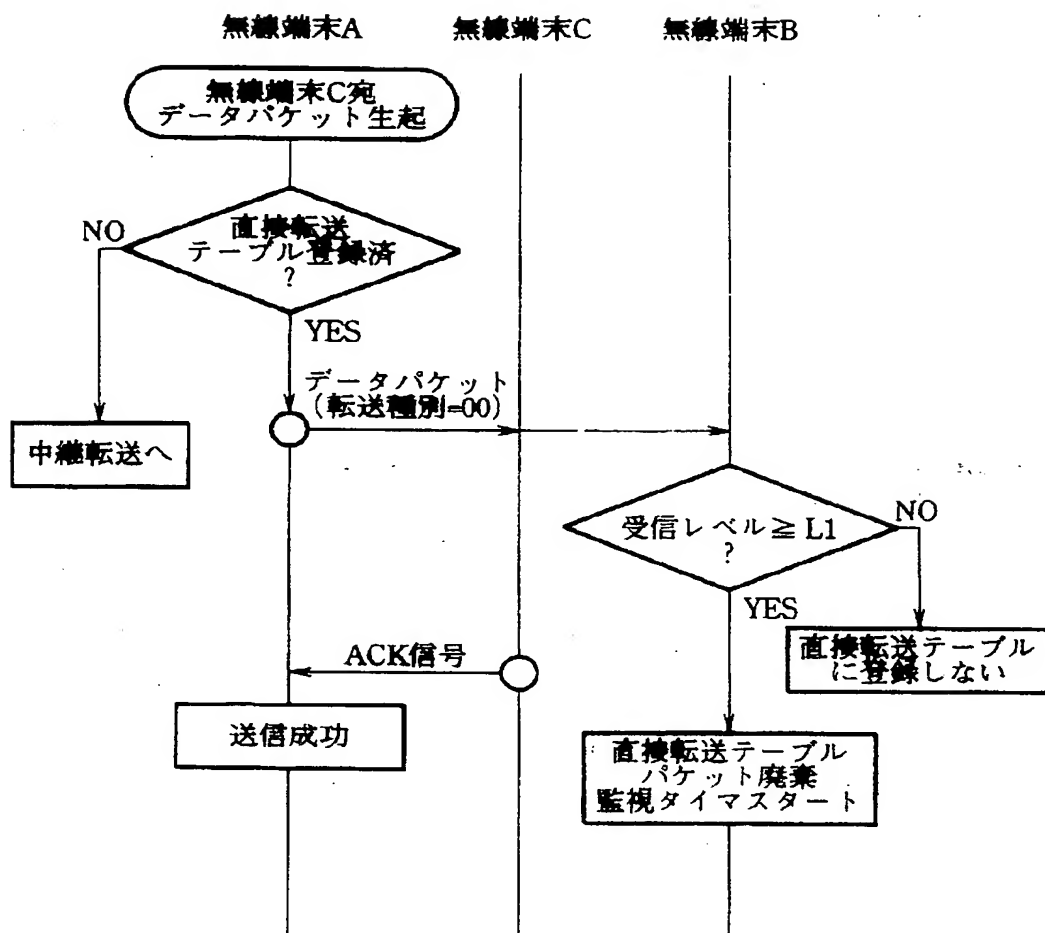 無線端末A
無線端末C
無線端末B
無線端末C宛
データパケット生起
直接転送
テーブル登録済
?
NO
YES
データパケット
(転送種別=00)
中継転送へ
受信レベル≧L1
?
NO
YES
直接転送テーブル
に登録しない
ACK信号
送信成功
直接転送テーブル
パケット廃棄
監視タイマスタート